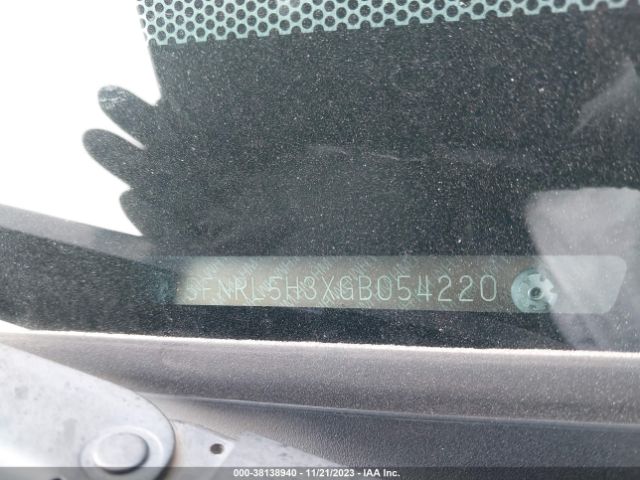 5FNRL5H3XGB054220
000-38138940 - 11/21/2023 - IAA Inc.